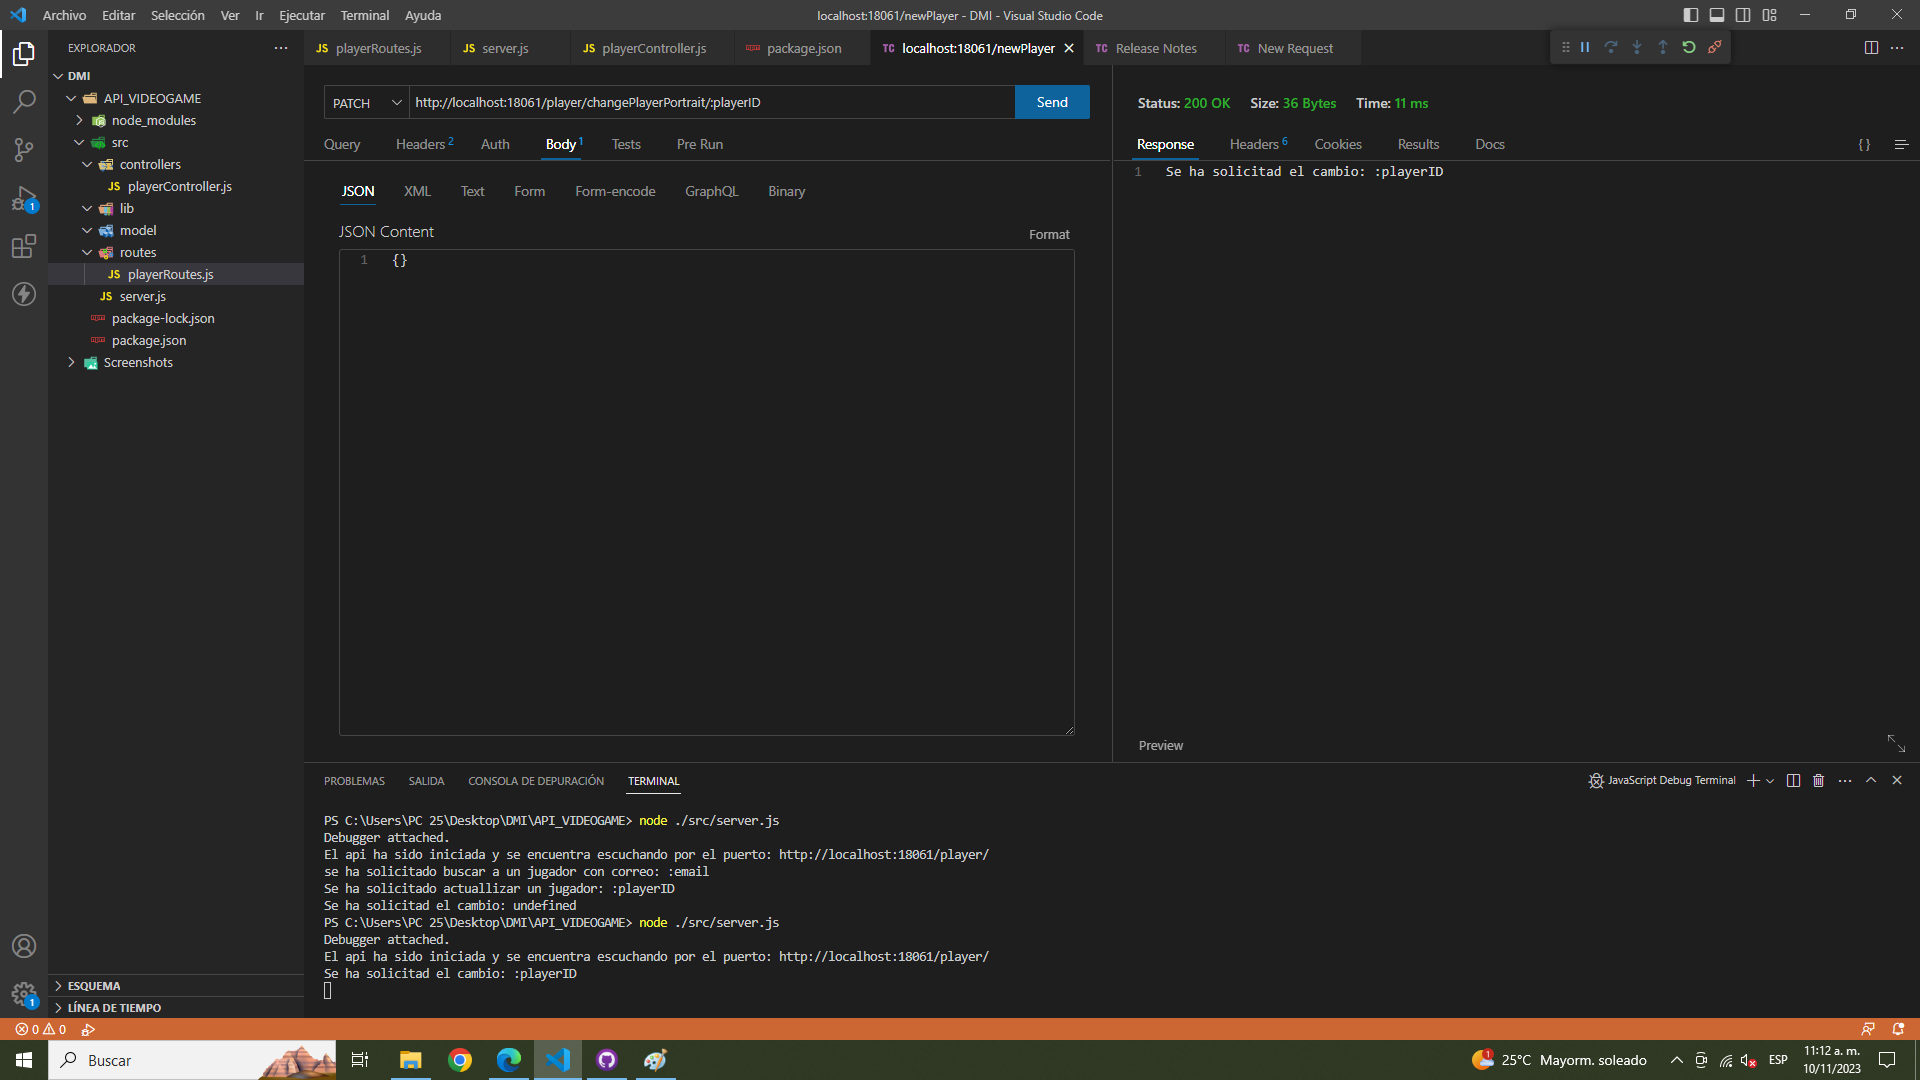 Archivo Editar Selección Ver Ir Ejecutar Terminal Ayuda
localhost:18061/newPlayer - DMI - Visual Studio Code
EXPLORADOR
JS playerRoutes.js
JS server.js
JS playerController.js
package.json
TC localhost:18061/newPlayer
TC Release Notes
TC New Request
DMI
API_VIDEOGAME
node_modules
src
controllers
JS playerController.js
lib
model
routes
JS playerRoutes.js
JS server.js
package-lock.json
package.json
Screenshots
ESQUEMA
LÍNEA DE TIEMPO
1
1
PATCH
http://localhost:18061/player/changePlayerPortrait/:playerID
Send
Query Headers 2 Auth Body 1 Tests Pre Run
JSON XML Text Form Form-encode GraphQL Binary
JSON Content
Format
1 {}
Status: 200 OK Size: 36 Bytes Time: 11 ms
Response Headers 6 Cookies Results Docs
{}
1 Se ha solicitad el cambio: :playerID
Preview
PROBLEMAS SALIDA CONSOLA DE DEPURACIÓN TERMINAL
JavaScript Debug Terminal
PS C:\Users\PC 25\Desktop\DMI\API_VIDEOGAME> node ./src/server.js
Debugger attached.
El api ha sido iniciada y se encuentra escuchando por el puerto: http://localhost:18061/player/
se ha solicitado buscar a un jugador con correo: :email
Se ha solicitado actuallizar un jugador: :playerID
Se ha solicitad el cambio: undefined
PS C:\Users\PC 25\Desktop\DMI\API_VIDEOGAME> node ./src/server.js
Debugger attached.
El api ha sido iniciada y se encuentra escuchando por el puerto: http://localhost:18061/player/
Se ha solicitad el cambio: :playerID
0 0
Buscar
1
25°C Mayorm. soleado
ESP
11:12 a. m.
10/11/2023